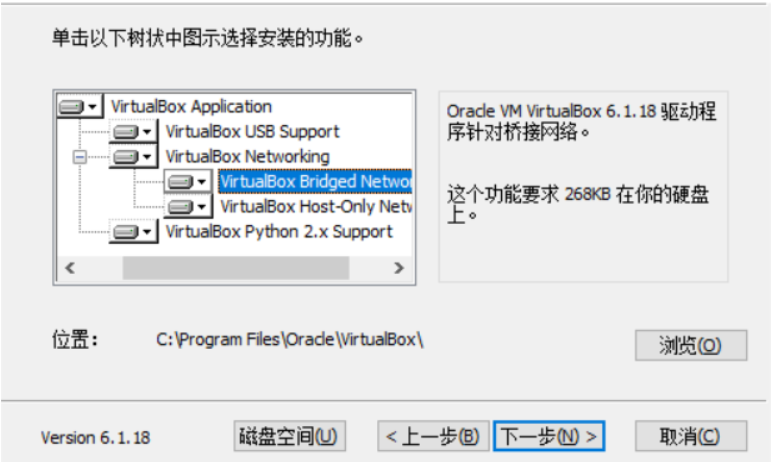 单击以下树状中图示选择安装的功能。
VirtualBox Application
VirtualBox USB Support
VirtualBox Networking
VirtualBox Bridged Networ
VirtualBox Host-Only Netw
VirtualBox Python 2.x Support
Oracle VM VirtualBox 6.1.18 驱动程
序针对桥接网络。
这个功能要求 268KB 在你的硬盘
上。
位置: C:\Program Files\Oracle\VirtualBox\
浏览(O)
Version 6.1.18
磁盘空间(U)
< 上一步(B)
下一步(N) >
取消(C)